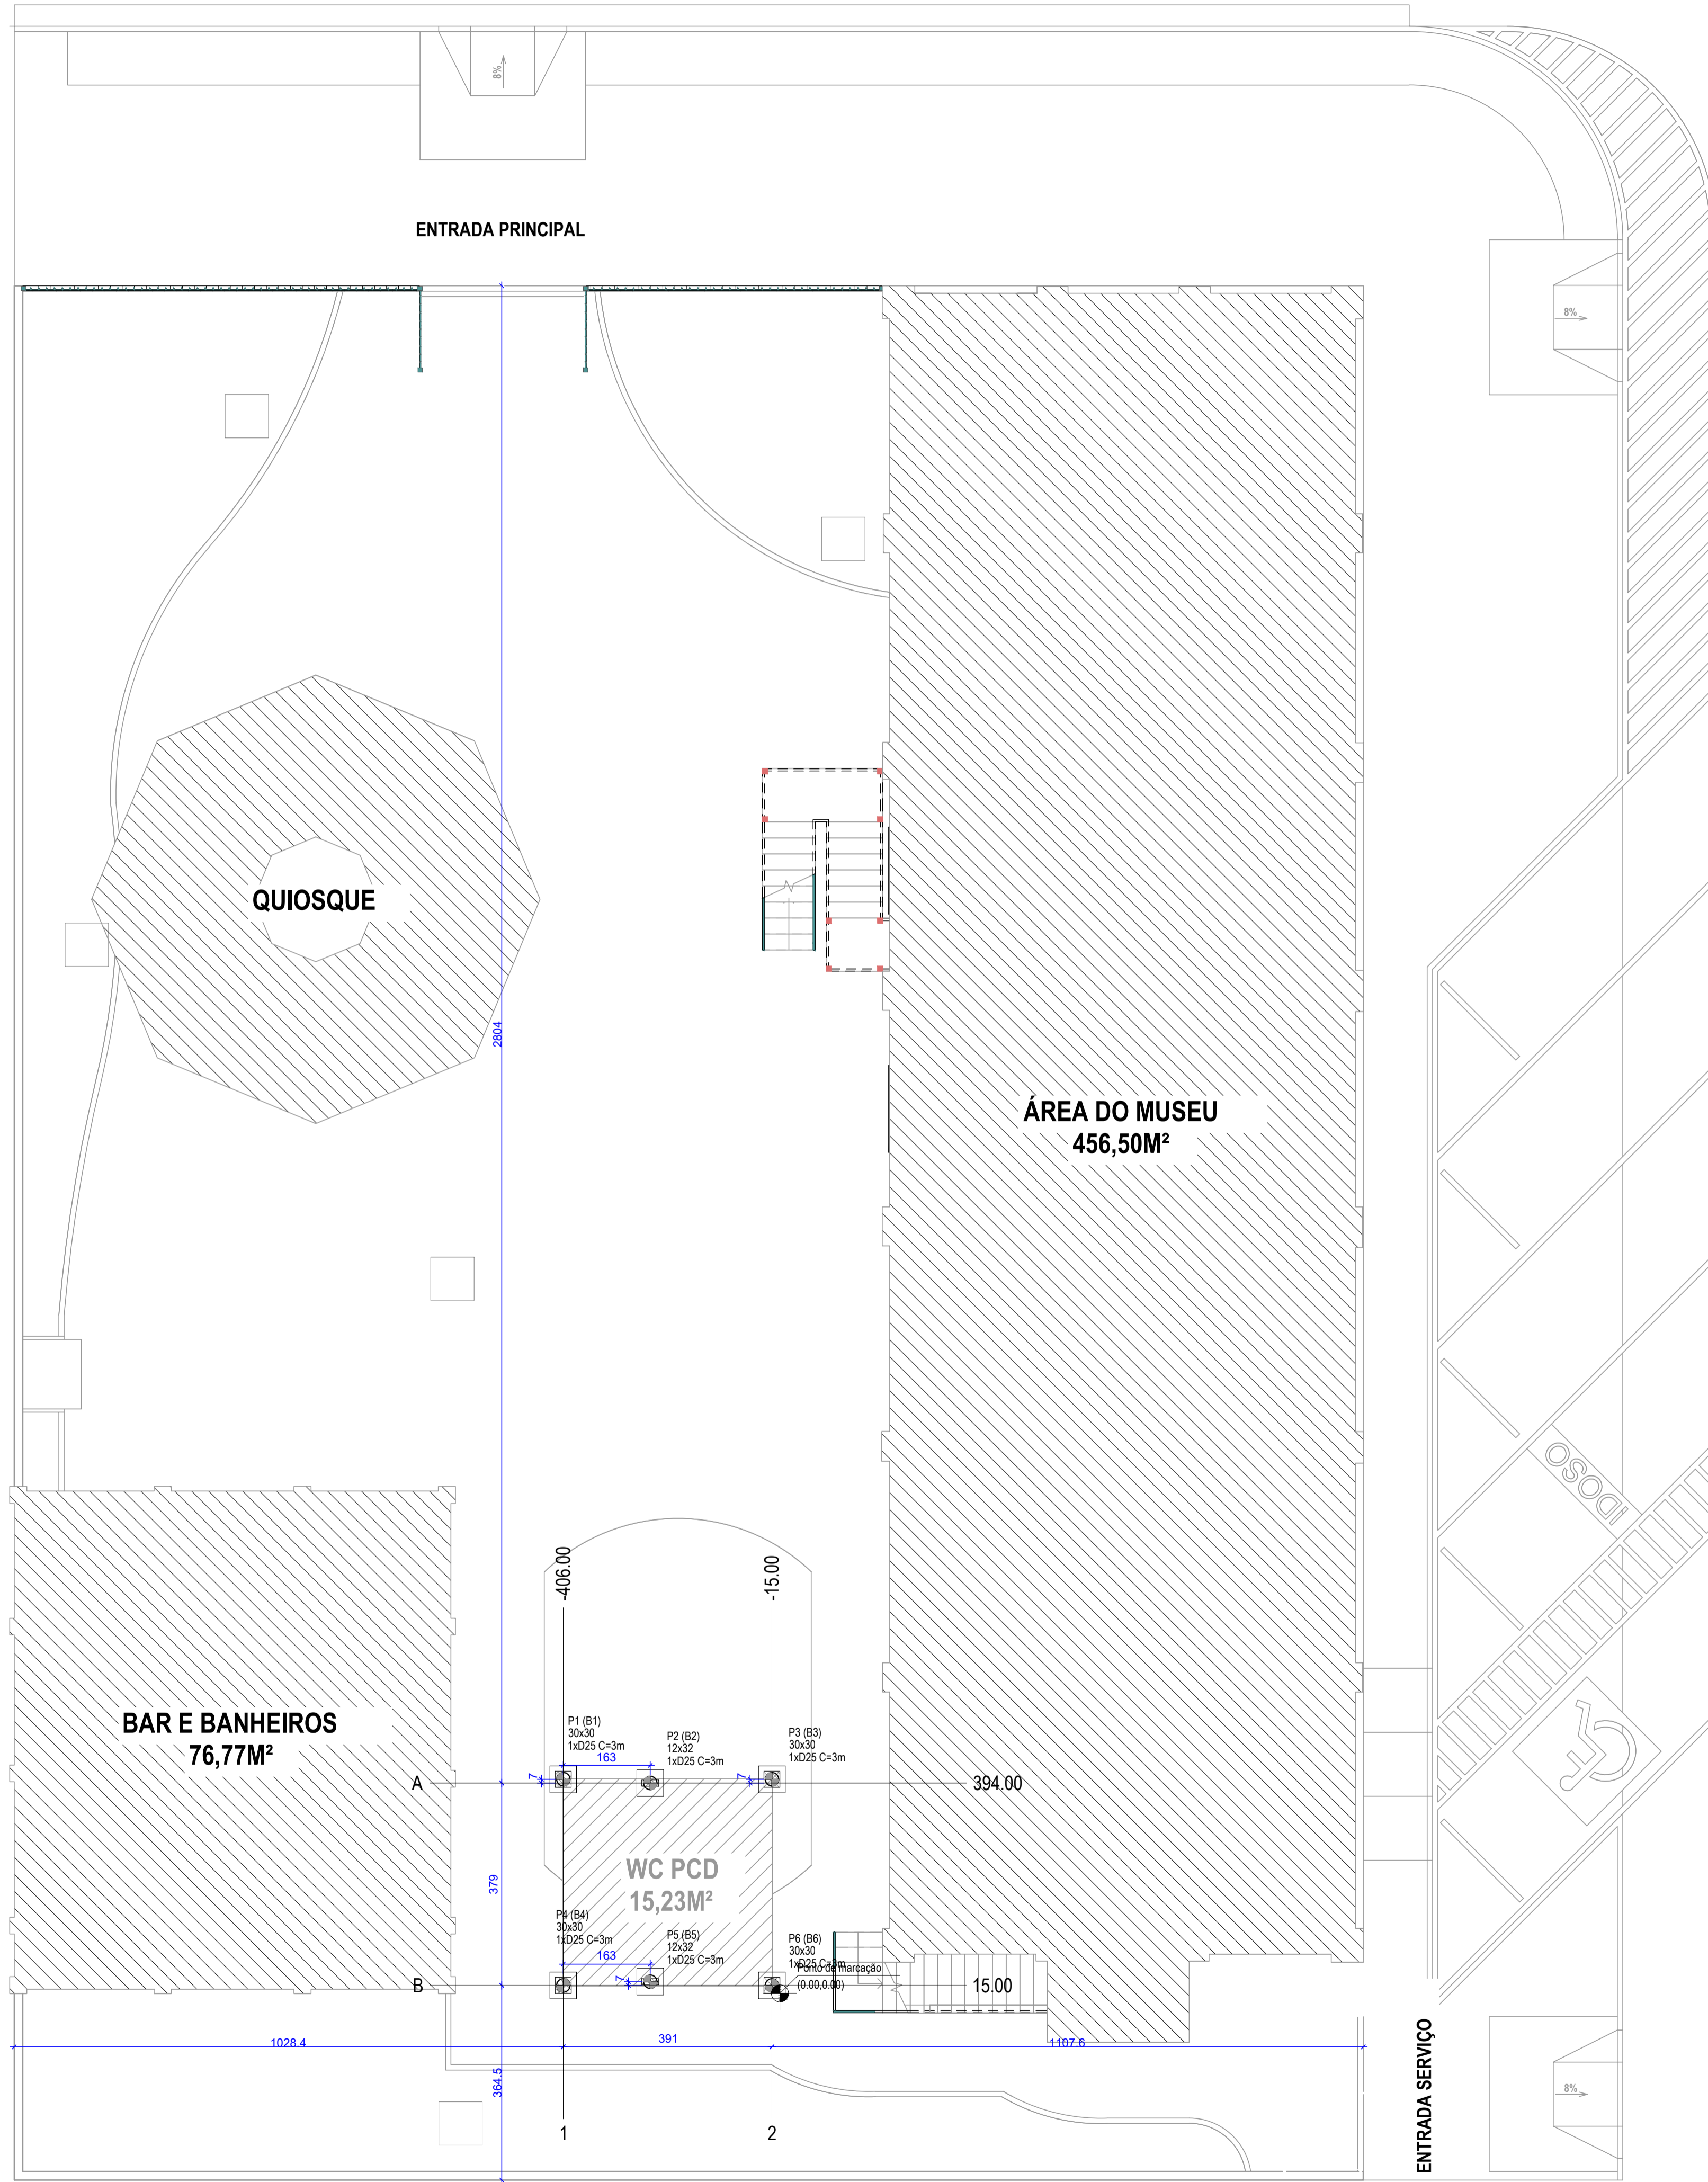 8%
ENTRADA PRINCIPAL
8%
QUIOSQUE
2804
ÁREA DO MUSEU
456,50M²
IDOSO
-406.00
-15.00
BAR E BANHEIROS
76,77M²
P1 (B1)
30x30
1xD25 C=3m
163
P2 (B2)
12x32
1xD25 C=3m
P3 (B3)
30x30
1xD25 C=3m
7
7
A
394.00
WC PCD
15,23M²
379
P4 (B4)
30x30
1xD25 C=3m
163
P5 (B5)
12x32
1xD25 C=3m
P6 (B6)
30x30
1xD25 C=3m
Ponto de marcação
(0.00,0.00)
7
B
15.00
1028.4
391
1107.6
364.5
1
2
ENTRADA SERVIÇO
8%